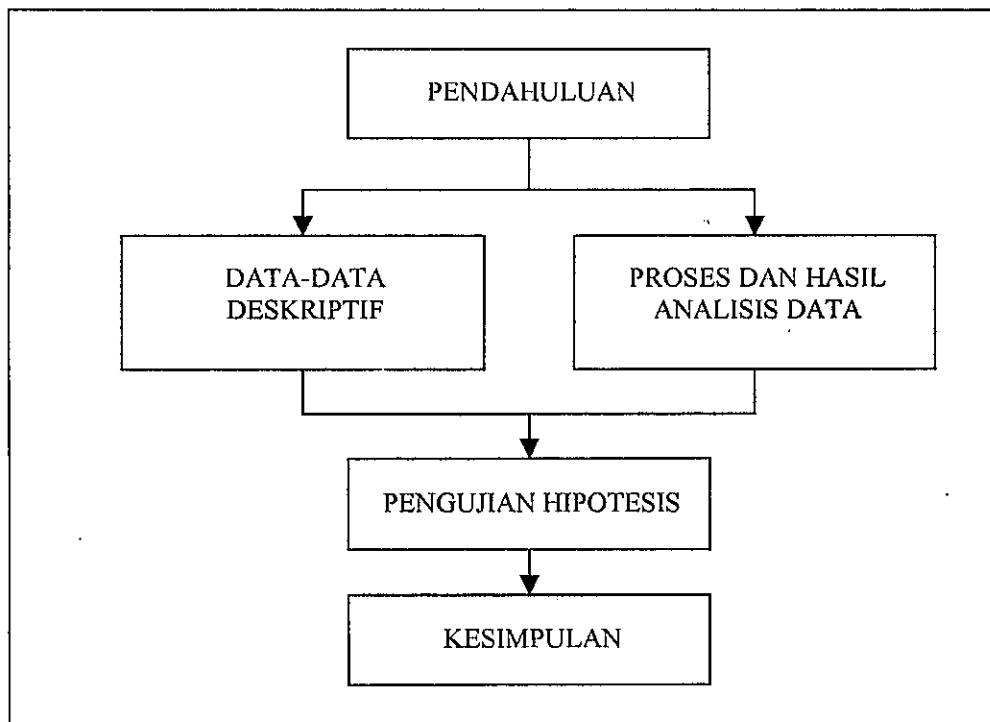 PENDAHULUAN
DATA-DATA
DESKRIPTIF
PROSES DAN HASIL
ANALISIS DATA
PENGUJIAN HIPOTESIS
KESIMPULAN